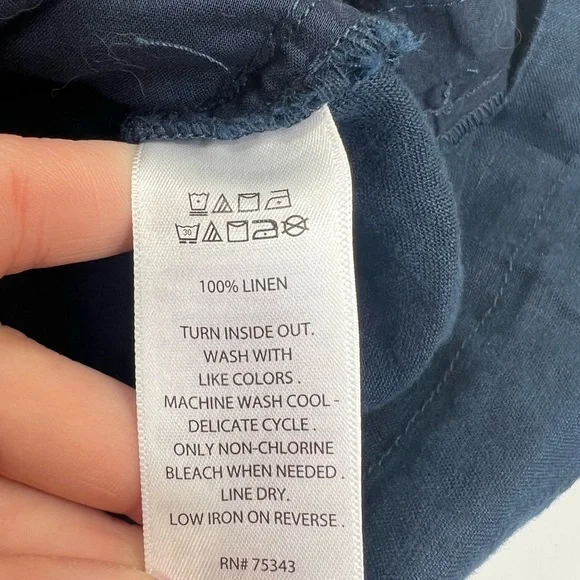 30
100% LINEN
TURN INSIDE OUT.
WASH WITH
LIKE COLORS.
MACHINE WASH COOL -
DELICATE CYCLE.
ONLY NON-CHLORINE
BLEACH WHEN NEEDED.
LINE DRY.
LOW IRON ON REVERSE.
RN# 75343